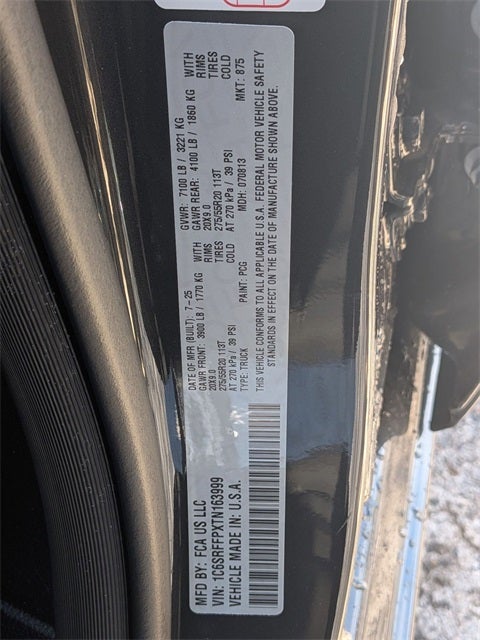 MFD BY: FCA US LLC
VIN: 1C6SRFFPXTN163999
VEHICLE MADE IN: U.S.A.
DATE OF MFR (BUILT): 7-25 GVWR: 7100 LB / 3221 KG
GAWR FRONT: 3900 LB / 1770 KG WITH GAWR REAR: 4100 LB / 1860 KG WITH
20X9.0 RIMS 20X9.0 RIMS
275/55R20 113T TIRES 275/55R20 113T TIRES
AT 270 kPa / 39 PSI COLD AT 270 kPa / 39 PSI COLD
TYPE: TRUCK PAINT: PCG MDH: 070813 MKT: 875
THIS VEHICLE CONFORMS TO ALL APPLICABLE U.S.A. FEDERAL MOTOR VEHICLE SAFETY
STANDARDS IN EFFECT ON THE DATE OF MANUFACTURE SHOWN ABOVE.